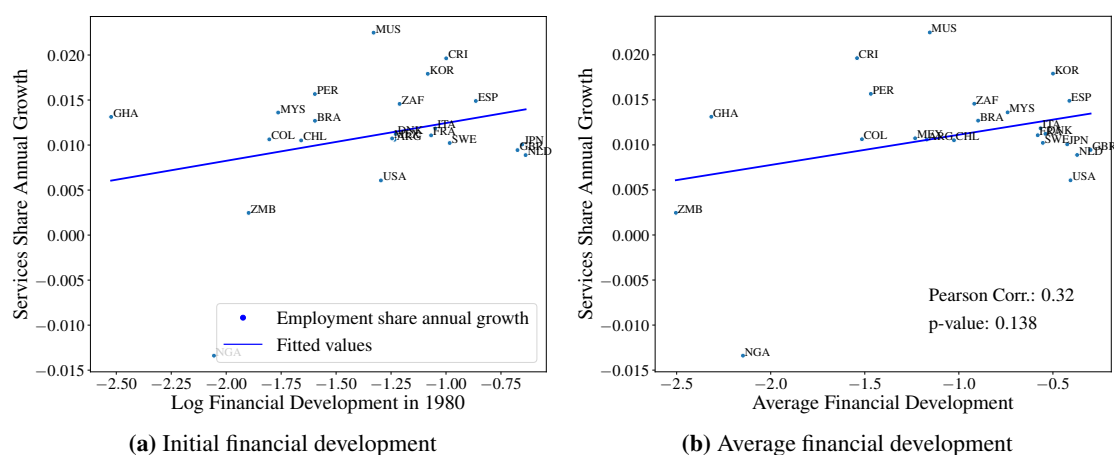 MUS
CRI
KOR
PER
MYS
ZAF
ESP
GHA
BRA
ITA
DNK
FRA
COL
CHL
ARG
SWE
JPN
GBR
NLD
USA
ZMB
NGA
0.020
0.015
0.010
0.005
0.000
−0.005
−0.010
−0.015
Services Share Annual Growth
Employment share annual growth
Fitted values
−2.50 −2.25 −2.00 −1.75 −1.50 −1.25 −1.00 −0.75
Log Financial Development in 1980
(a) Initial financial development
MUS
CRI
KOR
PER
ZAF
ESP
MYS
GHA
BRA
ITA
DNK
FRA
COL
MEX
ARG
CHL
SWE
JPN
GBR
NLD
USA
ZMB
NGA
0.020
0.015
0.010
0.005
0.000
−0.005
−0.010
−0.015
Services Share Annual Growth
Pearson Corr.: 0.32
p-value: 0.138
−2.5 −2.0 −1.5 −1.0 −0.5
Average Financial Development
(b) Average financial development